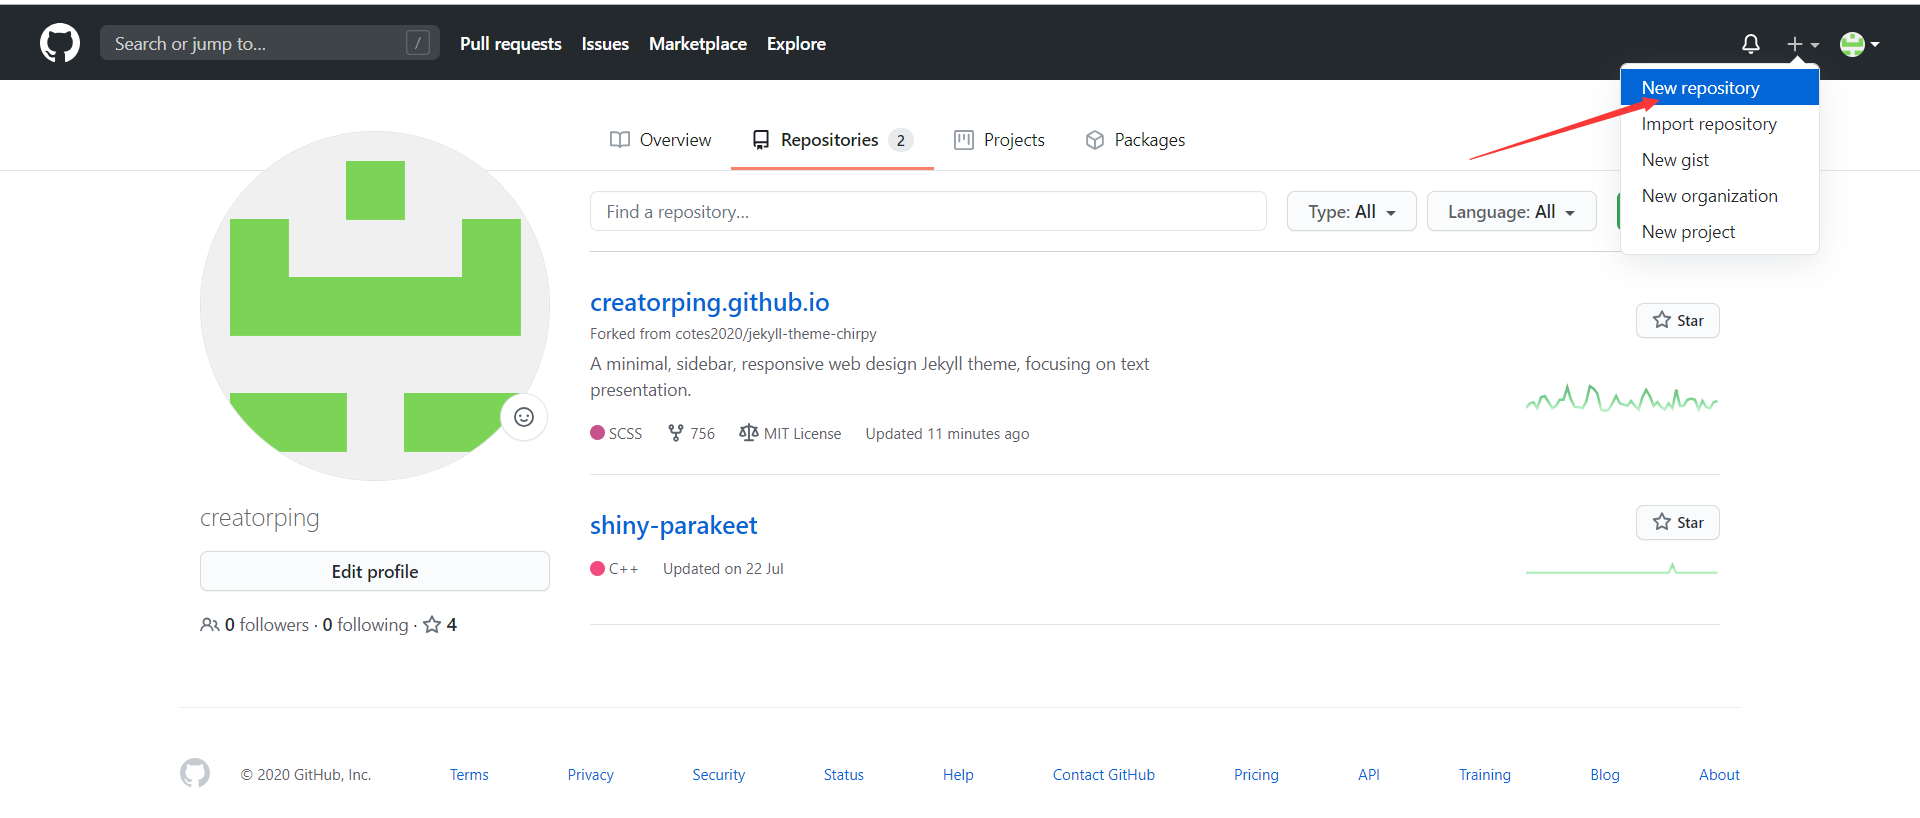 Search or jump to... /
Pull requests Issues Marketplace Explore
New repository
Import repository
New gist
New organization
New project
Overview Repositories 2 Projects Packages
Find a repository... Type: All Language: All
creatorping.github.io
Forked from cotes2020/jekyll-theme-chirpy
A minimal, sidebar, responsive web design Jekyll theme, focusing on text
presentation.
SCSS 756 MIT License Updated 11 minutes ago
Star
shiny-parakeet
C++ Updated on 22 Jul
Star
creatorping
Edit profile
0 followers · 0 following · 4
© 2020 GitHub, Inc. Terms Privacy Security Status Help Contact GitHub Pricing API Training Blog About